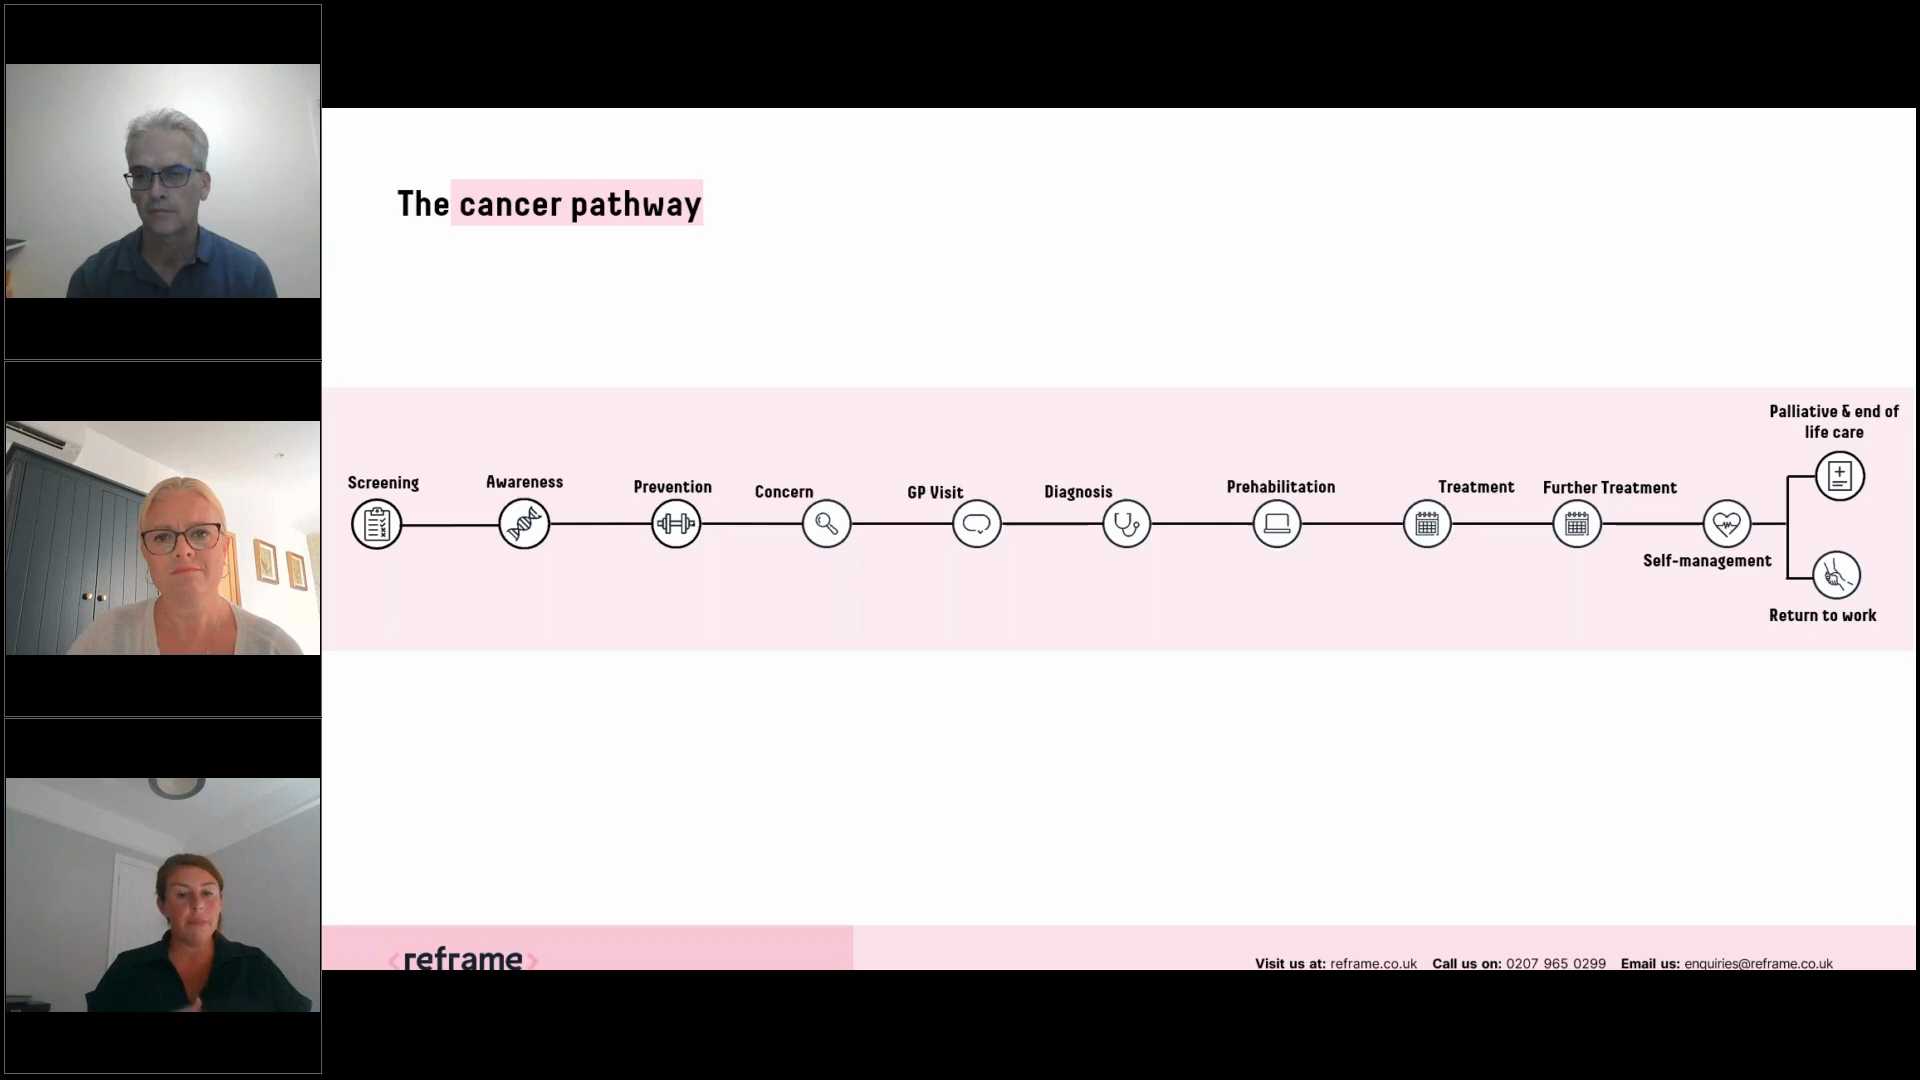 The cancer pathway
Palliative & end of
life care
Screening
Awareness
Prevention
Concern
GP Visit
Diagnosis
Prehabilitation
Treatment
Further Treatment
Self-management
Return to work
<reframe>
Visit us at: reframe.co.uk Call us on: 0207 965 0299 Email us: enquiries@reframe.co.uk